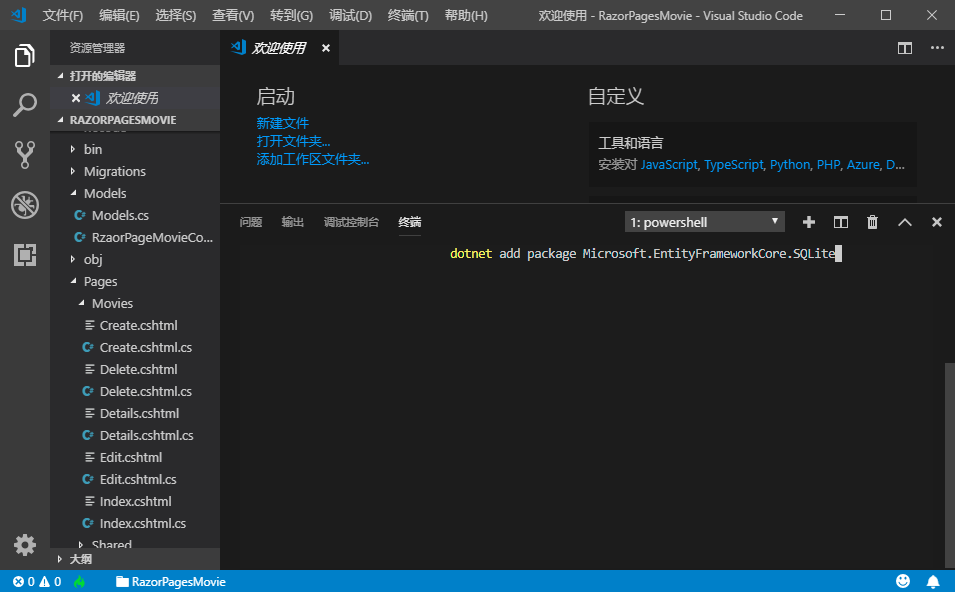 文件(F) 编辑(E) 选择(S) 查看(V) 转到(G) 调试(D) 终端(T) 帮助(H) 欢迎使用 - RazorPagesMovie - Visual Studio Code
资源管理器
打开的编辑器
欢迎使用
RAZORPAGESMOVIE
bin
Migrations
Models
Models.cs
RzaorPageMovieCo...
obj
Pages
Movies
Create.cshtml
Create.cshtml.cs
Delete.cshtml
Delete.cshtml.cs
Details.cshtml
Details.cshtml.cs
Edit.cshtml
Edit.cshtml.cs
Index.cshtml
Index.cshtml.cs
Shared
大纲
欢迎使用
启动
新建文件
打开文件夹...
添加工作区文件夹...
自定义
工具和语言
安装对 JavaScript, TypeScript, Python, PHP, Azure, D...
问题 输出 调试控制台 终端 1: powershell
dotnet add package Microsoft.EntityFrameworkCore.SQLite
0 0 RazorPagesMovie